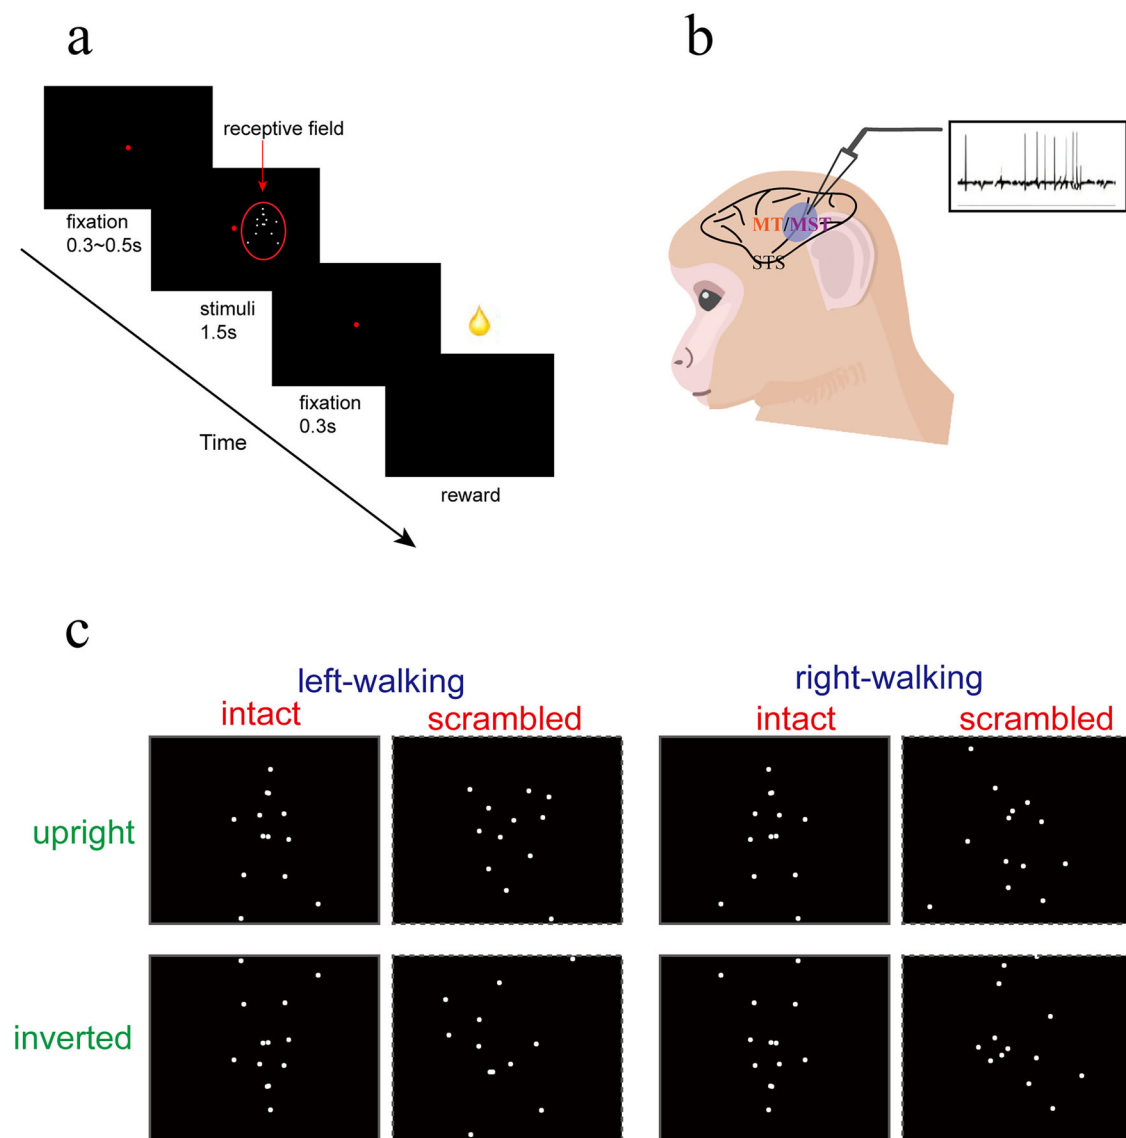 a
receptive field
fixation
0.3~0.5s
stimuli
1.5s
fixation
0.3s
Time
reward
b
MT/MST
STS
c
left-walking
right-walking
intact
scrambled
intact
scrambled
upright
inverted